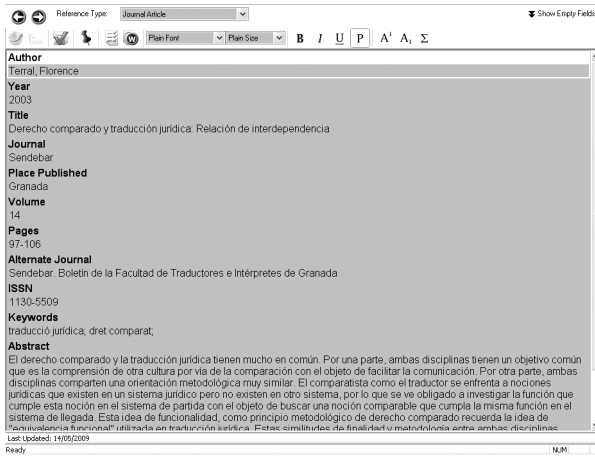 Reference Type: Journal Article Show Empty Fields
Plain Font Plain Size B I U P A¹ A₁ Σ
Author
Terral, Florence
Year
2003
Title
Derecho comparado y traducción jurídica: Relación de interdependencia
Journal
Sendebar
Place Published
Granada
Volume
14
Pages
97-106
Alternate Journal
Sendebar. Boletín de la Facultad de Traductores e Intérpretes de Granada
ISSN
1130-5509
Keywords
traducció jurídica; dret comparat;
Abstract
El derecho comparado y la traducción jurídica tienen mucho en común. Por una parte, ambas disciplinas tienen un objetivo común
que es la comprensión de otra cultura por vía de la comparación con el objeto de facilitar la comunicación. Por otra parte, ambas
disciplinas comparten una orientación metodológica muy similar. El comparatista como el traductor se enfrenta a nociones
jurídicas que existen en un sistema jurídico pero no existen en otro sistema, por lo que se ve obligado a investigar la función que
cumple esta noción en el sistema de partida con el objeto de buscar una noción comparable que cumpla la misma función en el
sistema de llegada. Esta idea de funcionalidad, como principio metodológico de derecho comparado recuerda la idea de
"equivalencia funcional" utilizada en traducción jurídica. Estas similitudes de finalidad y metodología entre ambas disciplinas
Last Updated: 14/05/2009
Ready NUM